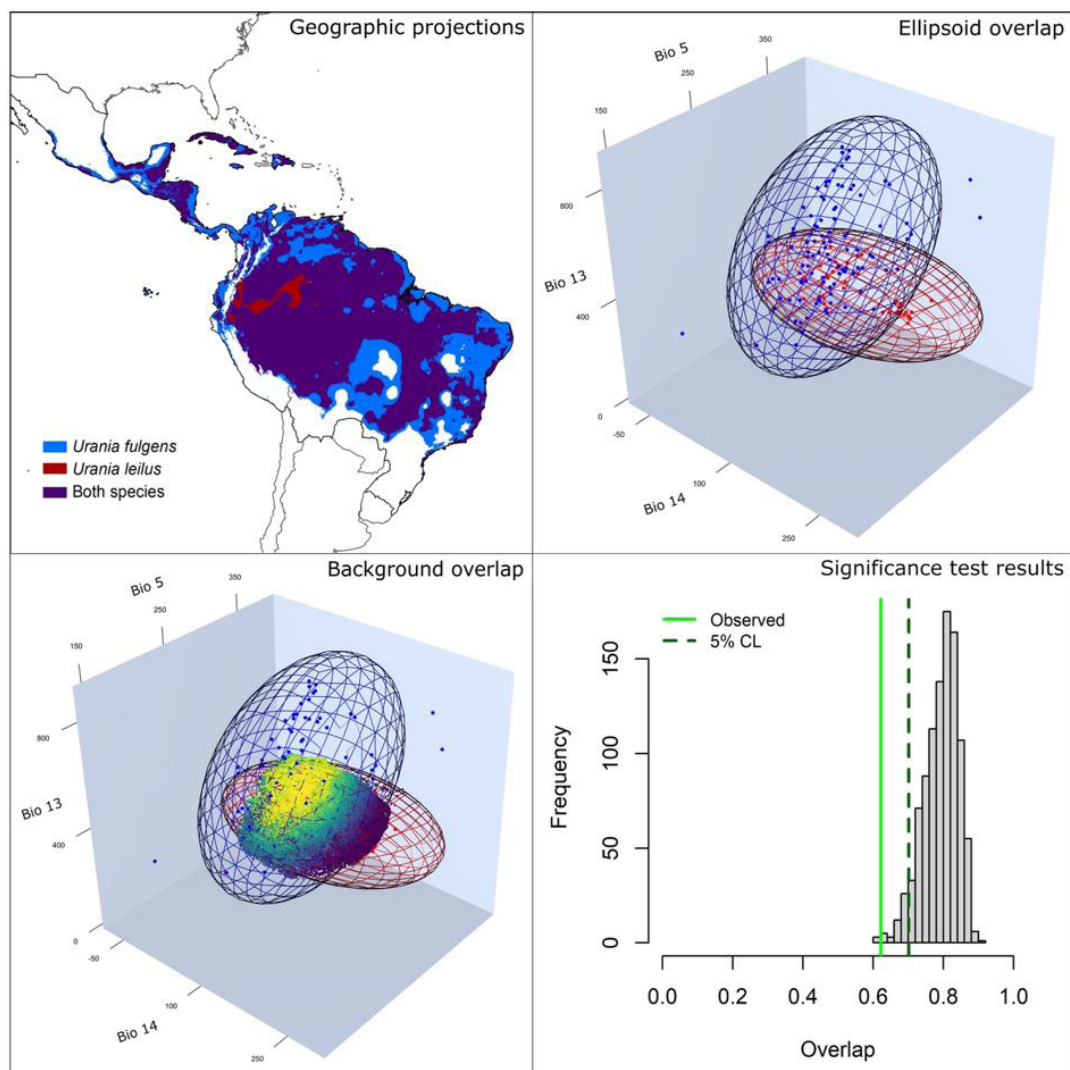 Geographic projections
Urania fulgens
Urania leilus
Both species
Ellipsoid overlap
Bio 5
350
250
150
800
Bio 13
400
0
-50
Bio 14
100
250
Background overlap
Bio 5
350
250
150
800
Bio 13
400
0
-50
100
Bio 14
250
Significance test results
Observed
5% CL
Frequency
150
100
50
0
0.0 0.2 0.4 0.6 0.8 1.0
Overlap